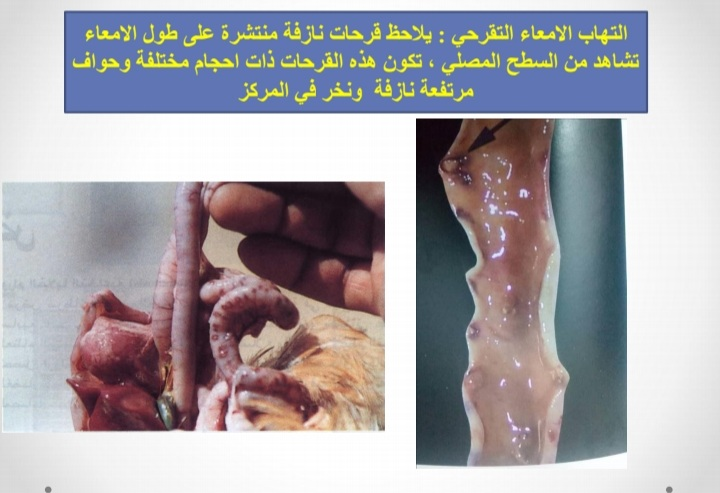 التهاب الامعاء التقرحي : يلاحظ قرحات نازفة منتشرة على طول الامعاء
تشاهد من السطح المصلي ، تكون هذه القرحات ذات احجام مختلفة وحواف
مرتفعة نازفة ونخر في المركز